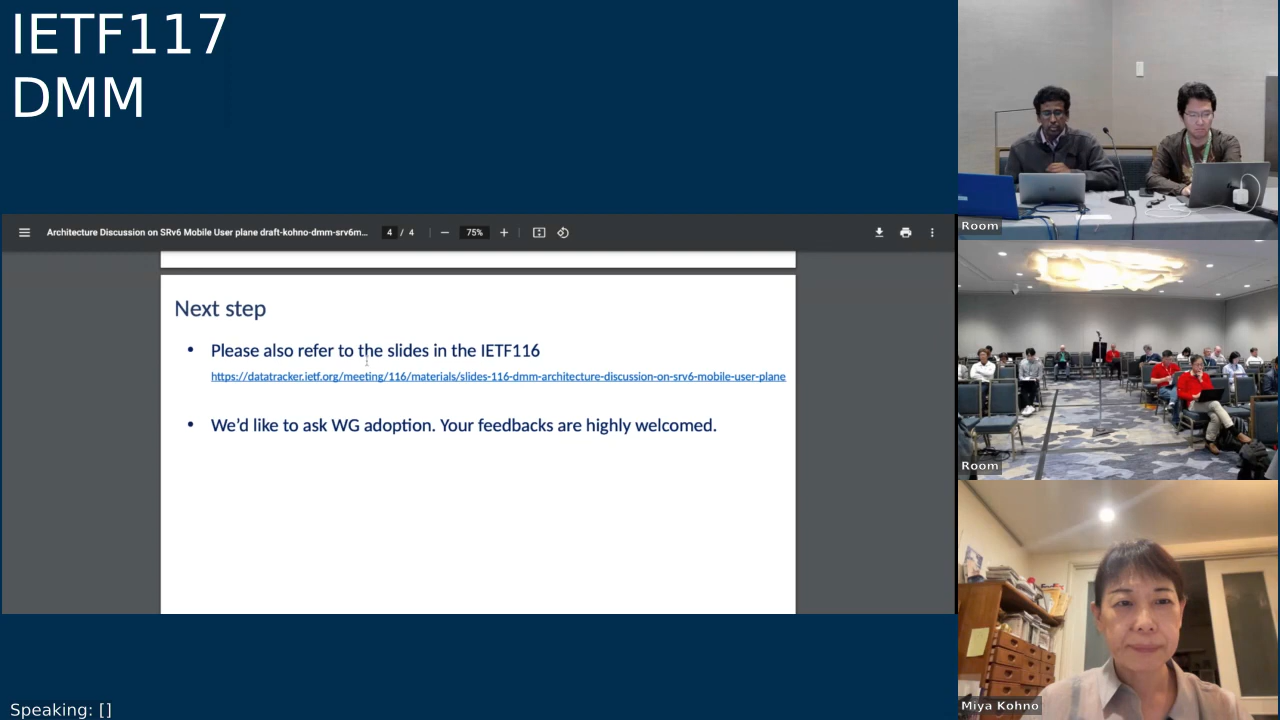 IETF117
DMM
Architecture Discussion on SRv6 Mobile User plane draft-kohno-dmm-srv6m...
4 / 4
75%
Next step
• Please also refer to the slides in the IETF116
https://datatracker.ietf.org/meeting/116/materials/slides-116-dmm-architecture-discussion-on-srv6-mobile-user-plane
• We'd like to ask WG adoption. Your feedbacks are highly welcomed.
Speaking: []
Room
Room
Miya Kohno